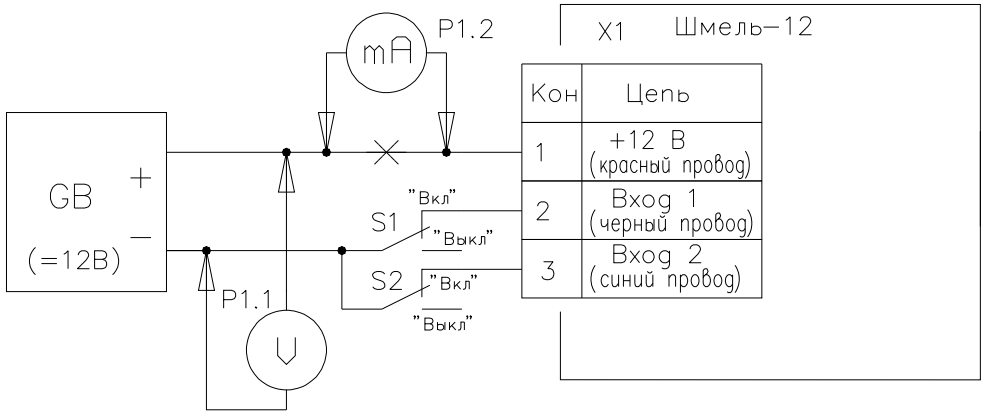 mA
P1.2
X1
Шмель-12
Кон
Цепь
1
+12 В
(красный провод)
GB
+
−
(=12В)
S1
"Вкл"
"Выкл"
2
Вход 1
(черный провод)
S2
"Вкл"
"Выкл"
3
Вход 2
(синий провод)
P1.1
V